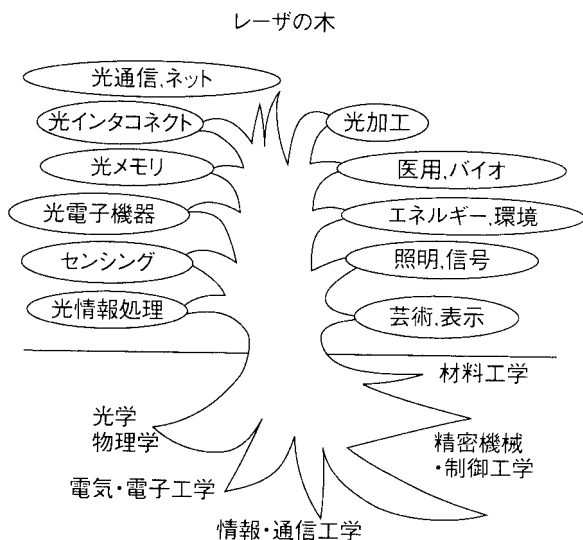 レーザの木
光通信,ネット
光インタコネクト
光メモリ
光電子機器
センシング
光情報処理
光加工
医用,バイオ
エネルギー,環境
照明,信号
芸術,表示
材料工学
光学
物理学
精密機械
・制御工学
電気・電子工学
情報・通信工学